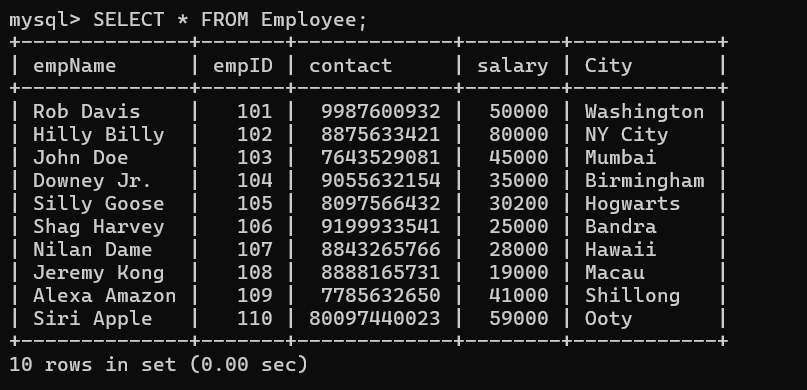 mysql> SELECT * FROM Employee;
+--------------+-------+-------------+--------+------------+
| empName      | empID | contact     | salary | City       |
+--------------+-------+-------------+--------+------------+
| Rob Davis    |   101 |  9987600932 |  50000 | Washington |
| Hilly Billy  |   102 |  8875633421 |  80000 | NY City    |
| John Doe     |   103 |  7643529081 |  45000 | Mumbai     |
| Downey Jr.   |   104 |  9055632154 |  35000 | Birmingham |
| Silly Goose  |   105 |  8097566432 |  30200 | Hogwarts   |
| Shag Harvey  |   106 |  9199933541 |  25000 | Bandra     |
| Nilan Dame   |   107 |  8843265766 |  28000 | Hawaii     |
| Jeremy Kong  |   108 |  8888165731 |  19000 | Macau      |
| Alexa Amazon |   109 |  7785632650 |  41000 | Shillong   |
| Siri Apple   |   110 | 80097440023 |  59000 | Ooty       |
+--------------+-------+-------------+--------+------------+
10 rows in set (0.00 sec)